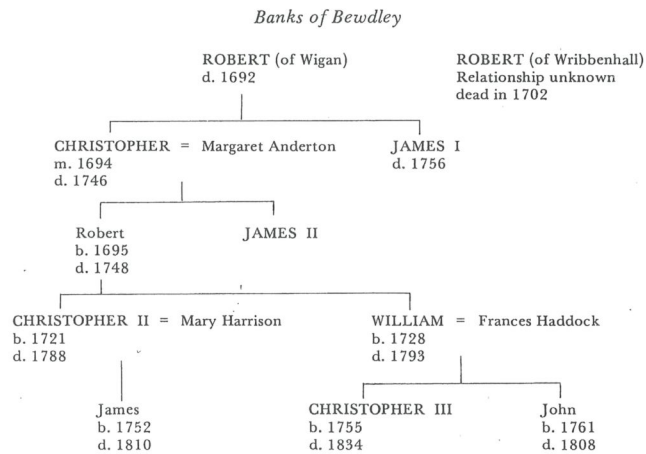 Banks of Bewdley
ROBERT (of Wigan)
d. 1692
ROBERT (of Wribbenhall)
Relationship unknown
dead in 1702
CHRISTOPHER = Margaret Anderton
m. 1694
d. 1746
JAMES I
d. 1756
Robert
b. 1695
d. 1748
JAMES II
CHRISTOPHER II = Mary Harrison
b. 1721
d. 1788
WILLIAM = Frances Haddock
b. 1728
d. 1793
James
b. 1752
d. 1810
CHRISTOPHER III
b. 1755
d. 1834
John
b. 1761
d. 1808